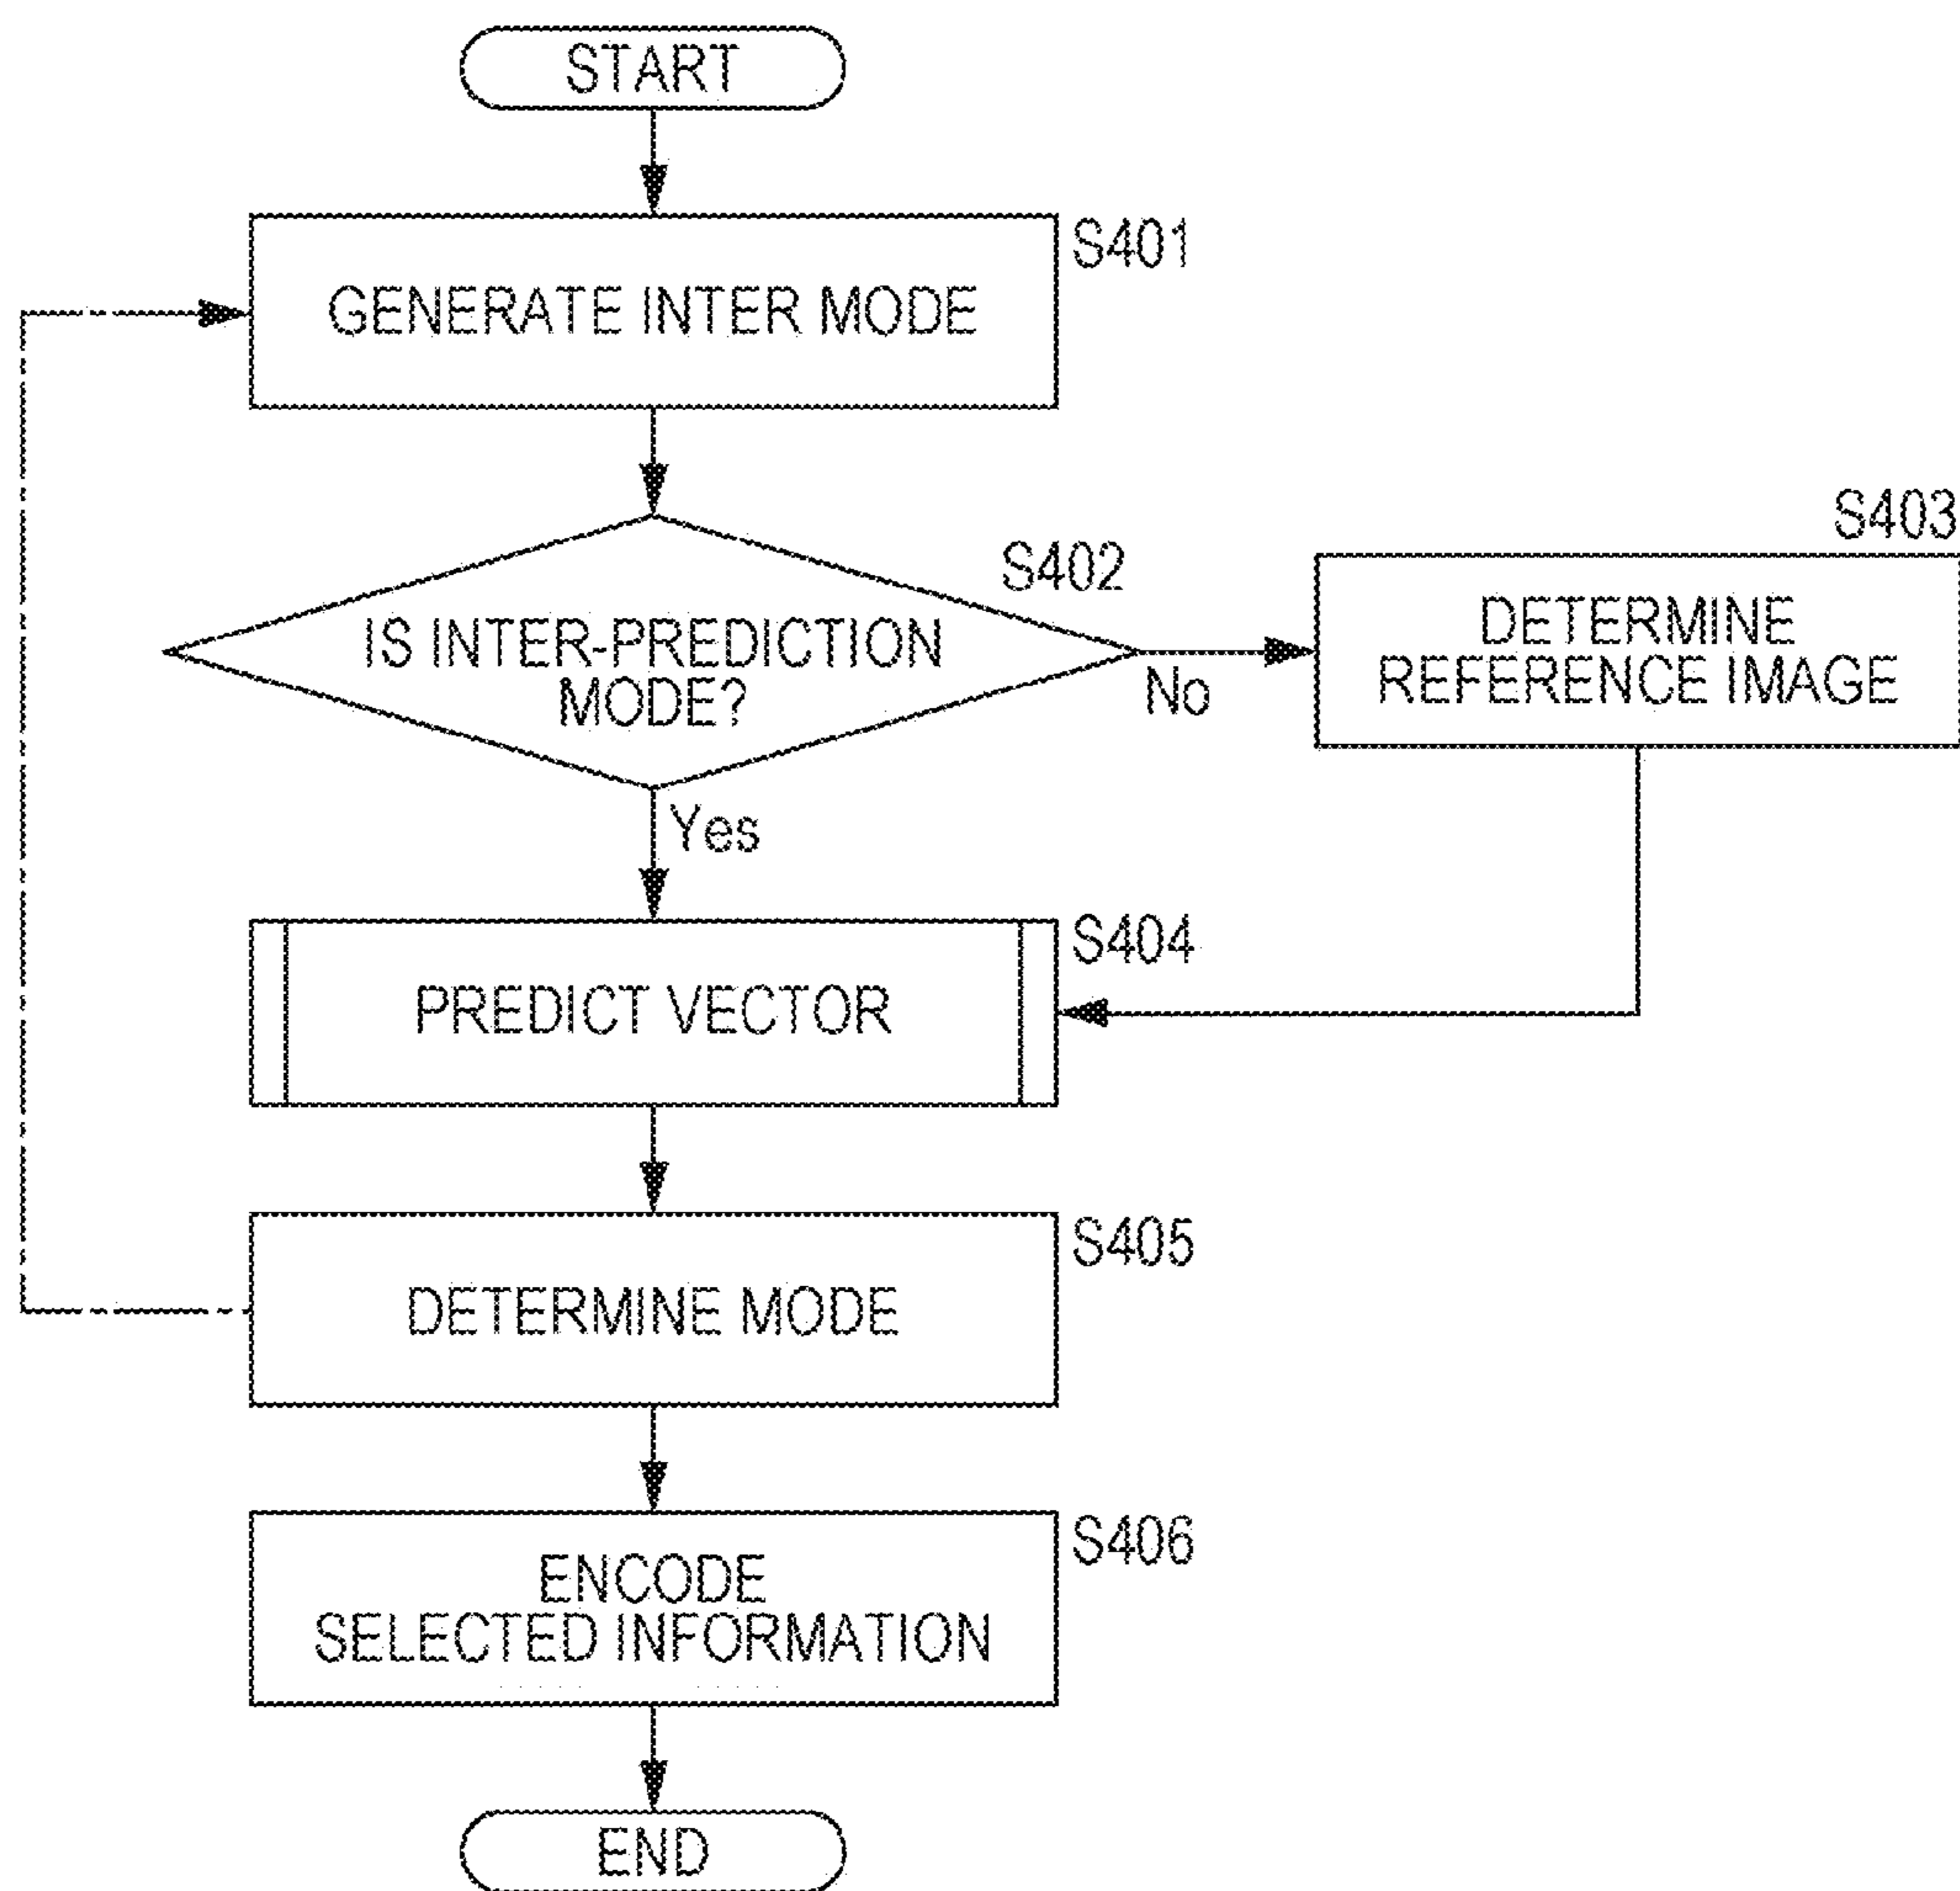 START
S401
GENERATE INTER MODE
S402
IS INTER-PREDICTION
MODE?
No
Yes
S403
DETERMINE
REFERENCE IMAGE
S404
PREDICT VECTOR
S405
DETERMINE MODE
S406
ENCODE
SELECTED INFORMATION
END